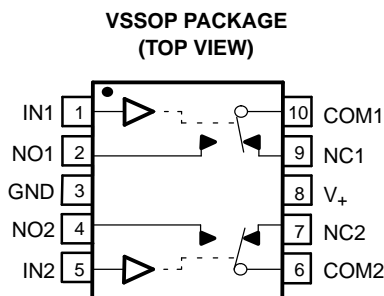 VSSOP PACKAGE
(TOP VIEW)
IN1 1 10 COM1
NO1 2 9 NC1
GND 3 8 V+
NO2 4 7 NC2
IN2 5 6 COM2